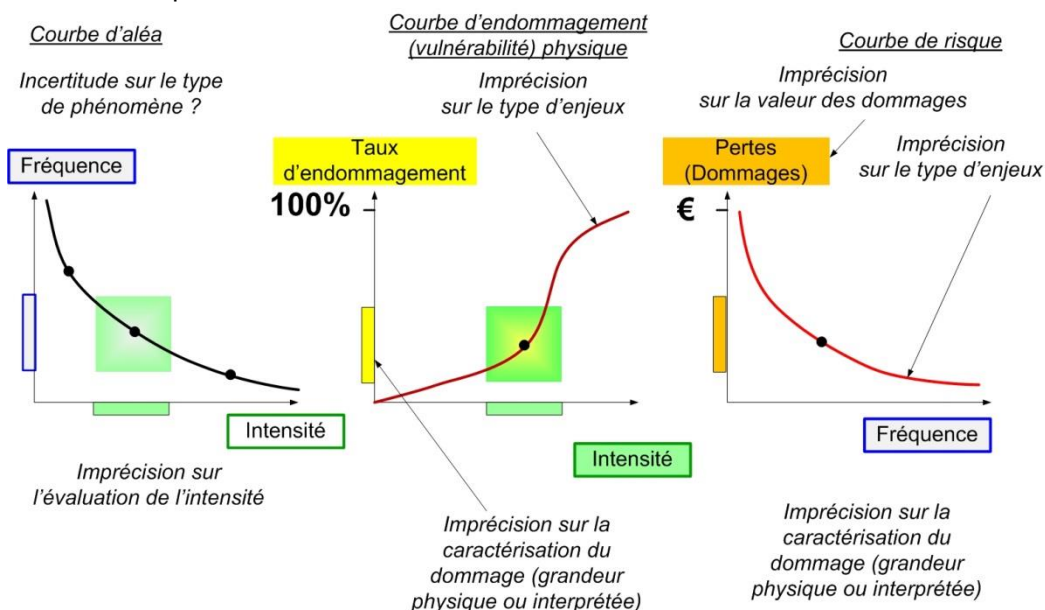 Courbe d'aléa
Incertitude sur le type
de phénomène ?
Fréquence
Intensité
Imprécision sur
l'évaluation de l'intensité
Courbe d'endommagement
(vulnérabilité) physique
Imprécision
sur le type d'enjeux
Taux
d'endommagement
100%
Intensité
Imprécision sur la
caractérisation du
dommage (grandeur
physique ou interprétée)
Courbe de risque
Imprécision
sur la valeur des dommages
Imprécision
sur le type d'enjeux
Pertes
(Dommages)
€
Fréquence
Imprécision sur la
caractérisation du
dommage (grandeur
physique ou interprétée)